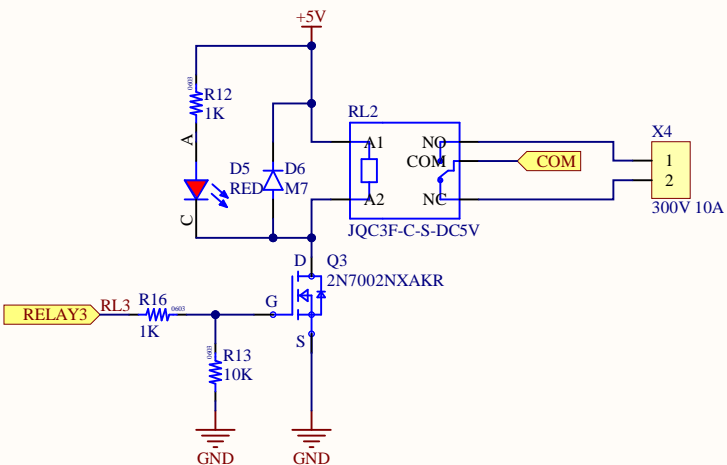 +5V
0603
R12
1K
A
D5
RED
C
D6
M7
RL2
A1
A2
NO
COM
NC
JQC3F-C-S-DC5V
COM
X4
1
2
300V 10A
D
Q3
2N7002NXAKR
G
S
RELAY3
RL3
R16
0603
1K
0603
R13
10K
GND
GND